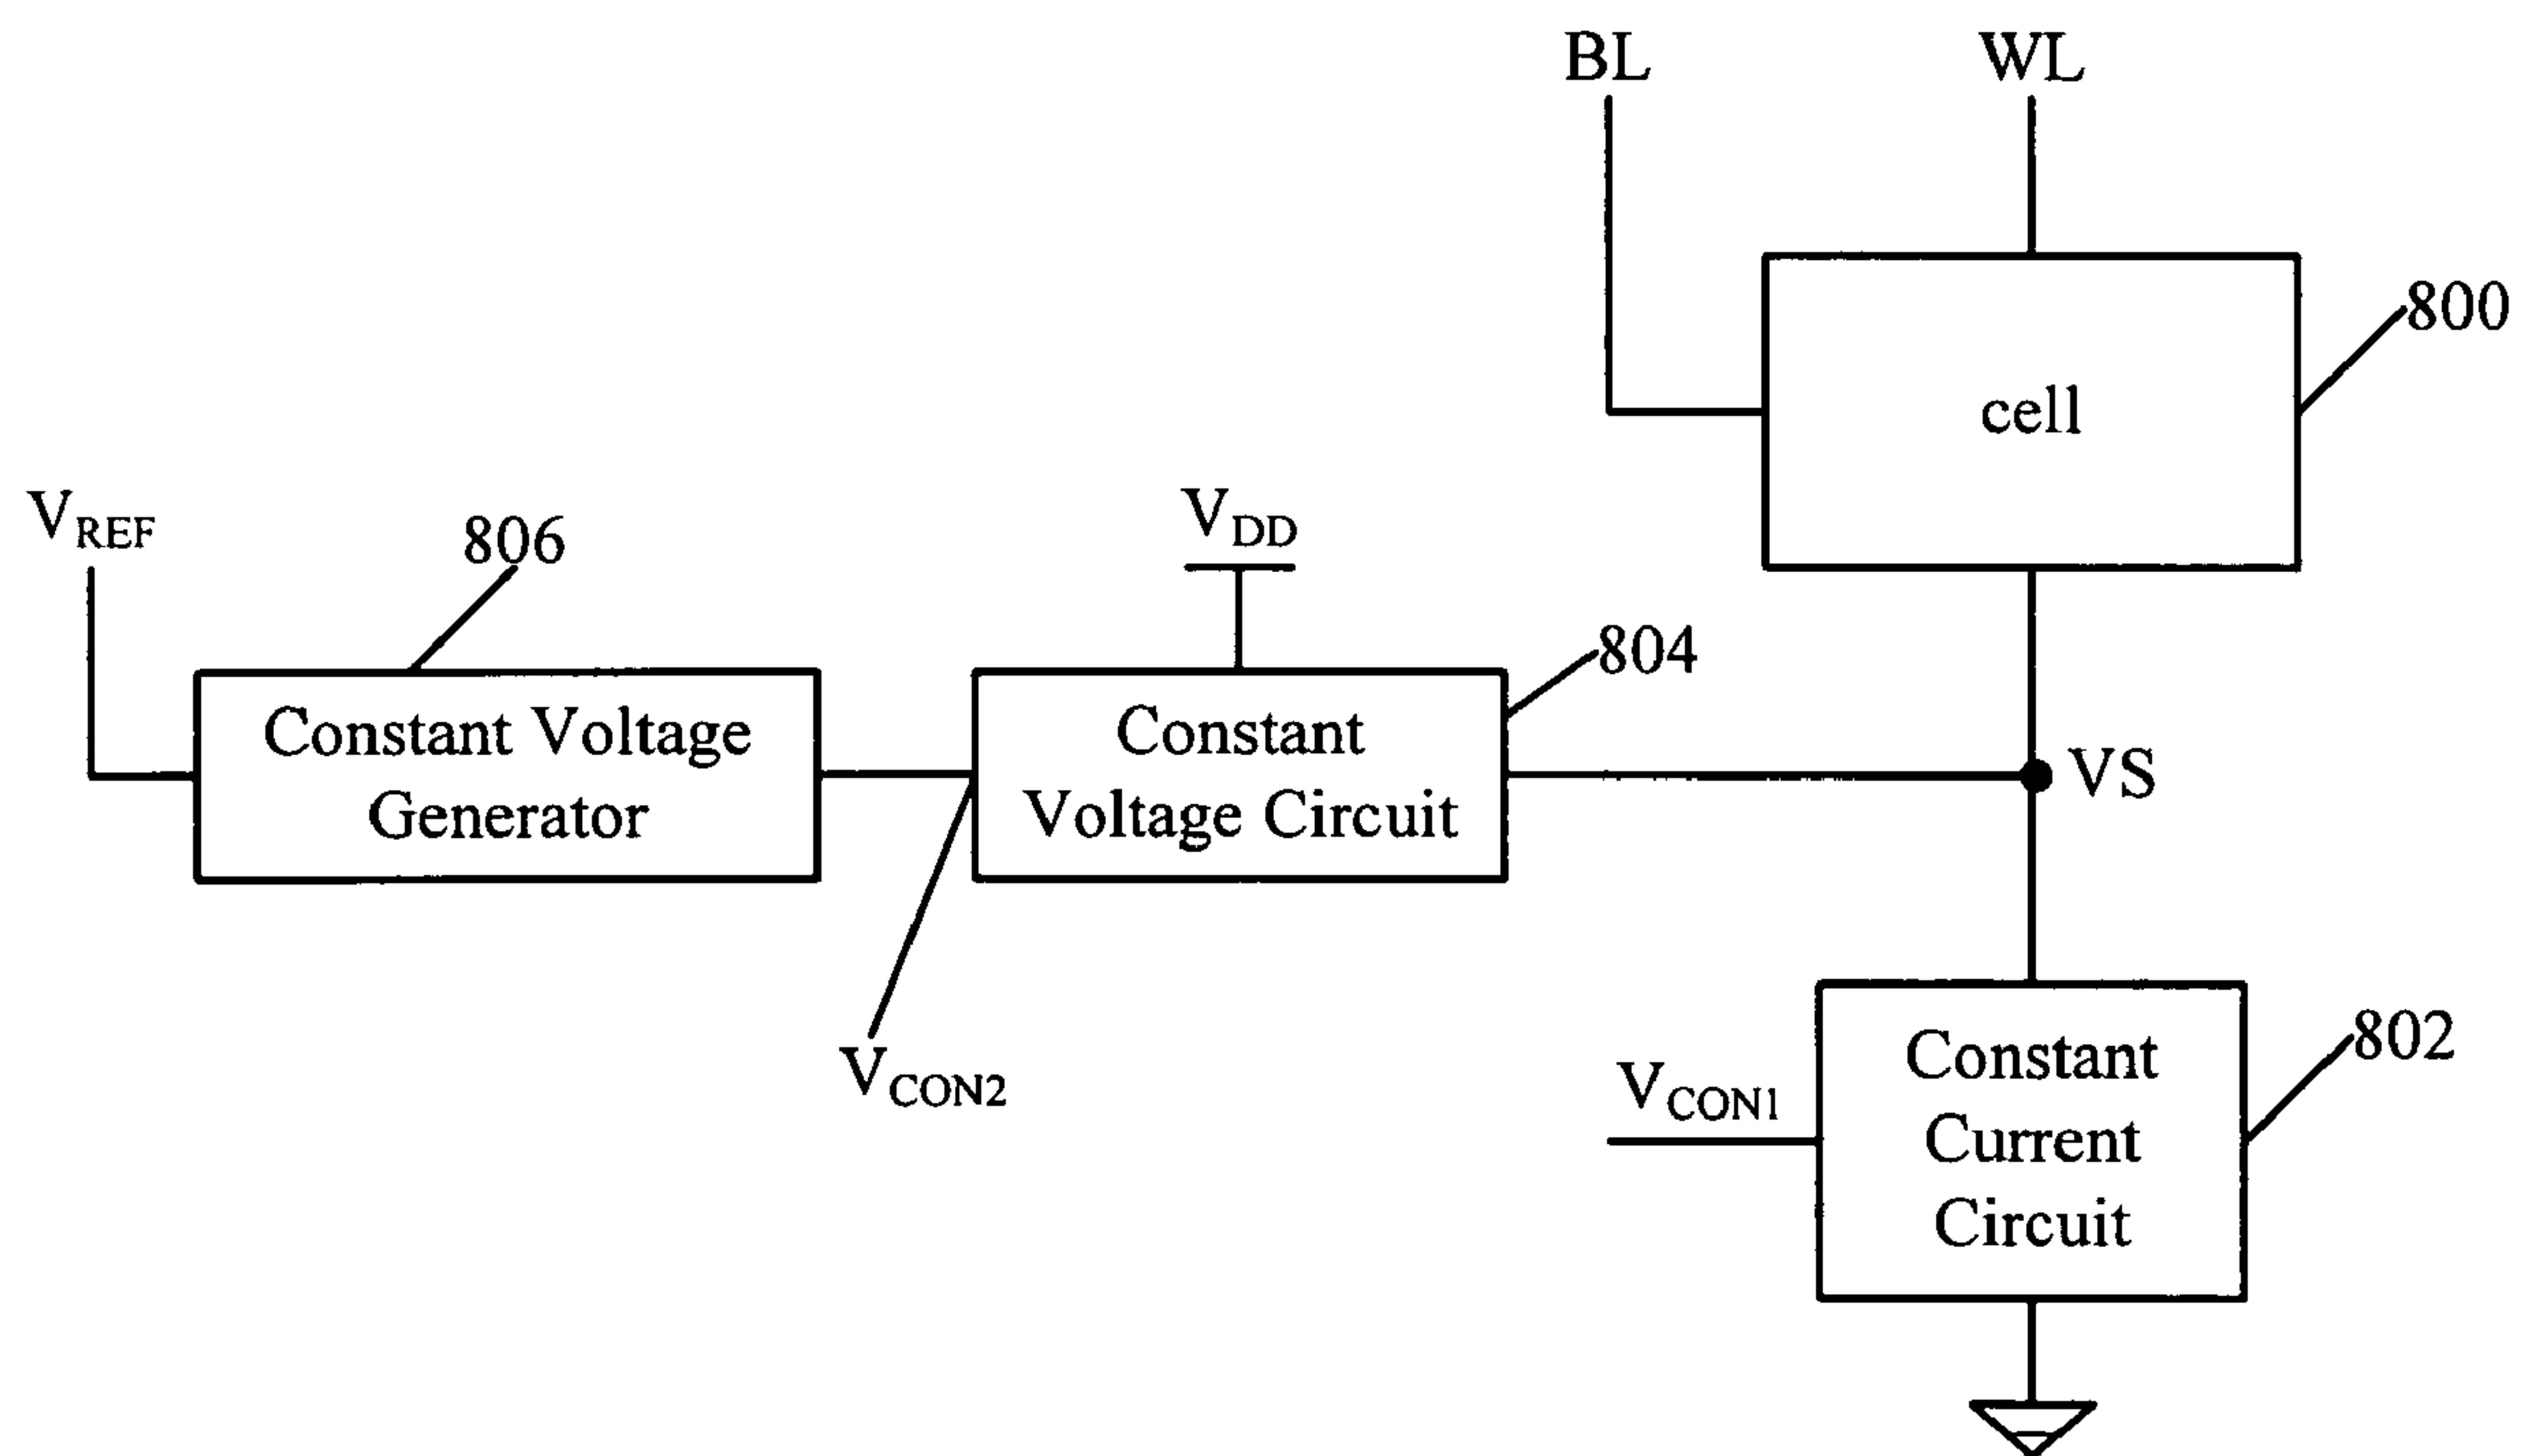 BL
WL
800
cell
VREF
806
VDD
804
Constant Voltage
Generator
Constant
Voltage Circuit
VS
VCON2
VCON1
802
Constant
Current
Circuit